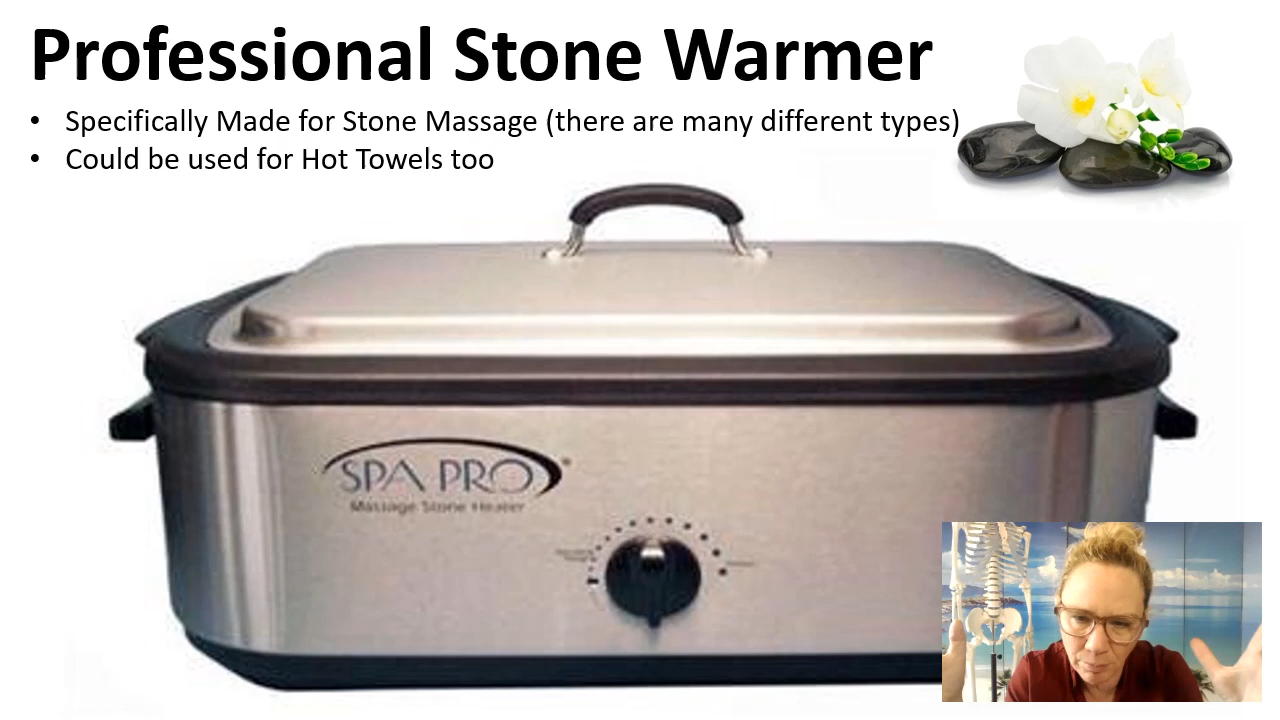 Professional Stone Warmer
• Specifically Made for Stone Massage (there are many different types)
• Could be used for Hot Towels too
SPA PRO®
Massage Stone Heater